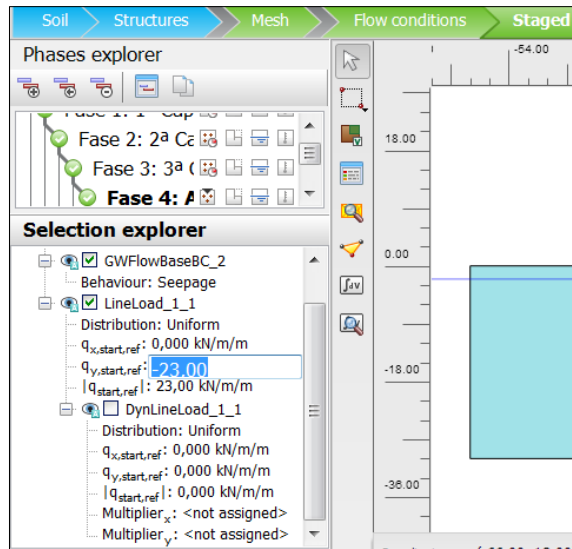 Soil Structures Mesh Flow conditions Staged
Phases explorer
Fase 2: 2ª Ca
Fase 3: 3ª (
Fase 4: A
Selection explorer
GWFlowBaseBC_2
Behaviour: Seepage
LineLoad_1_1
Distribution: Uniform
qx,start,ref: 0,000 kN/m/m
qy,start,ref: -23.00
|qstart,ref|: 23,00 kN/m/m
DynLineLoad_1_1
Distribution: Uniform
qx,start,ref: 0,000 kN/m/m
qy,start,ref: 0,000 kN/m/m
|qstart,ref|: 0,000 kN/m/m
Multiplierx: <not assigned>
Multipliery: <not assigned>
-54.00
18.00
0.00
-18.00
-36.00
∫dV